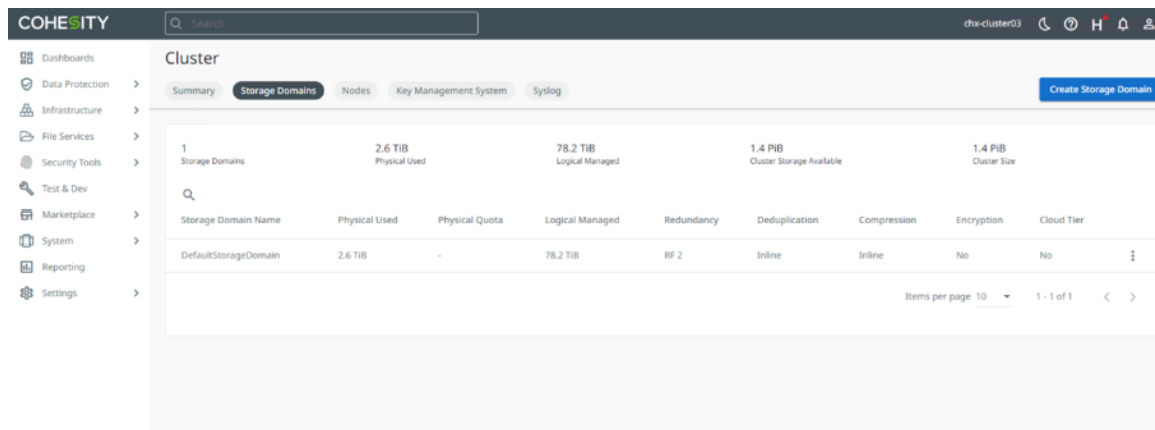 COHESITY
Search
chx-cluster03
H
Dashboards
Data Protection
Infrastructure
File Services
Security Tools
Test & Dev
Marketplace
System
Reporting
Settings
Cluster
Summary Storage Domains Nodes Key Management System Syslog
Create Storage Domain
1 2.6 TiB 78.2 TiB 1.4 PiB 1.4 PiB
Storage Domains Physical Used Logical Managed Cluster Storage Available Cluster Size
Storage Domain Name Physical Used Physical Quota Logical Managed Redundancy Deduplication Compression Encryption Cloud Tier
DefaultStorageDomain 2.6 TiB - 78.2 TiB RF 2 Inline Inline No No
Items per page 10 1 - 1 of 1